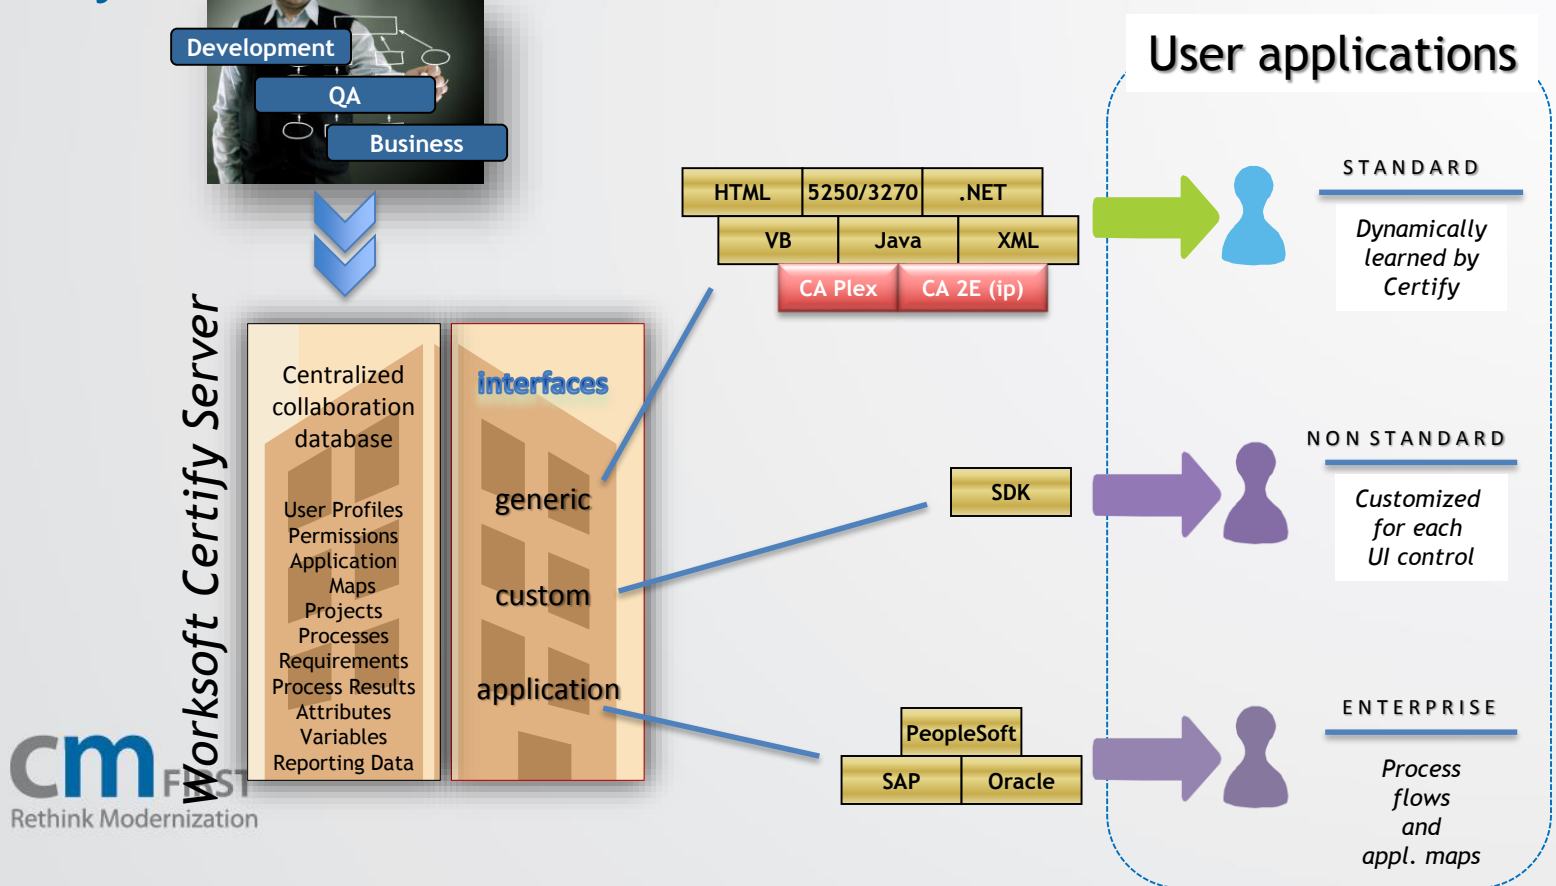 Development
QA
Business
User applications
HTML
5250/3270
.NET
VB
Java
XML
CA Plex
CA 2E (ip)
STANDARD
Dynamically
learned by
Certify
Worksoft Certify Server
Centralized
collaboration
database
User Profiles
Permissions
Application
Maps
Projects
Processes
Requirements
Process Results
Attributes
Variables
Reporting Data
interfaces
generic
custom
application
SDK
NON STANDARD
Customized
for each
UI control
PeopleSoft
SAP
Oracle
ENTERPRISE
Process
flows
and
appl. maps
cm FIRST
Rethink Modernization